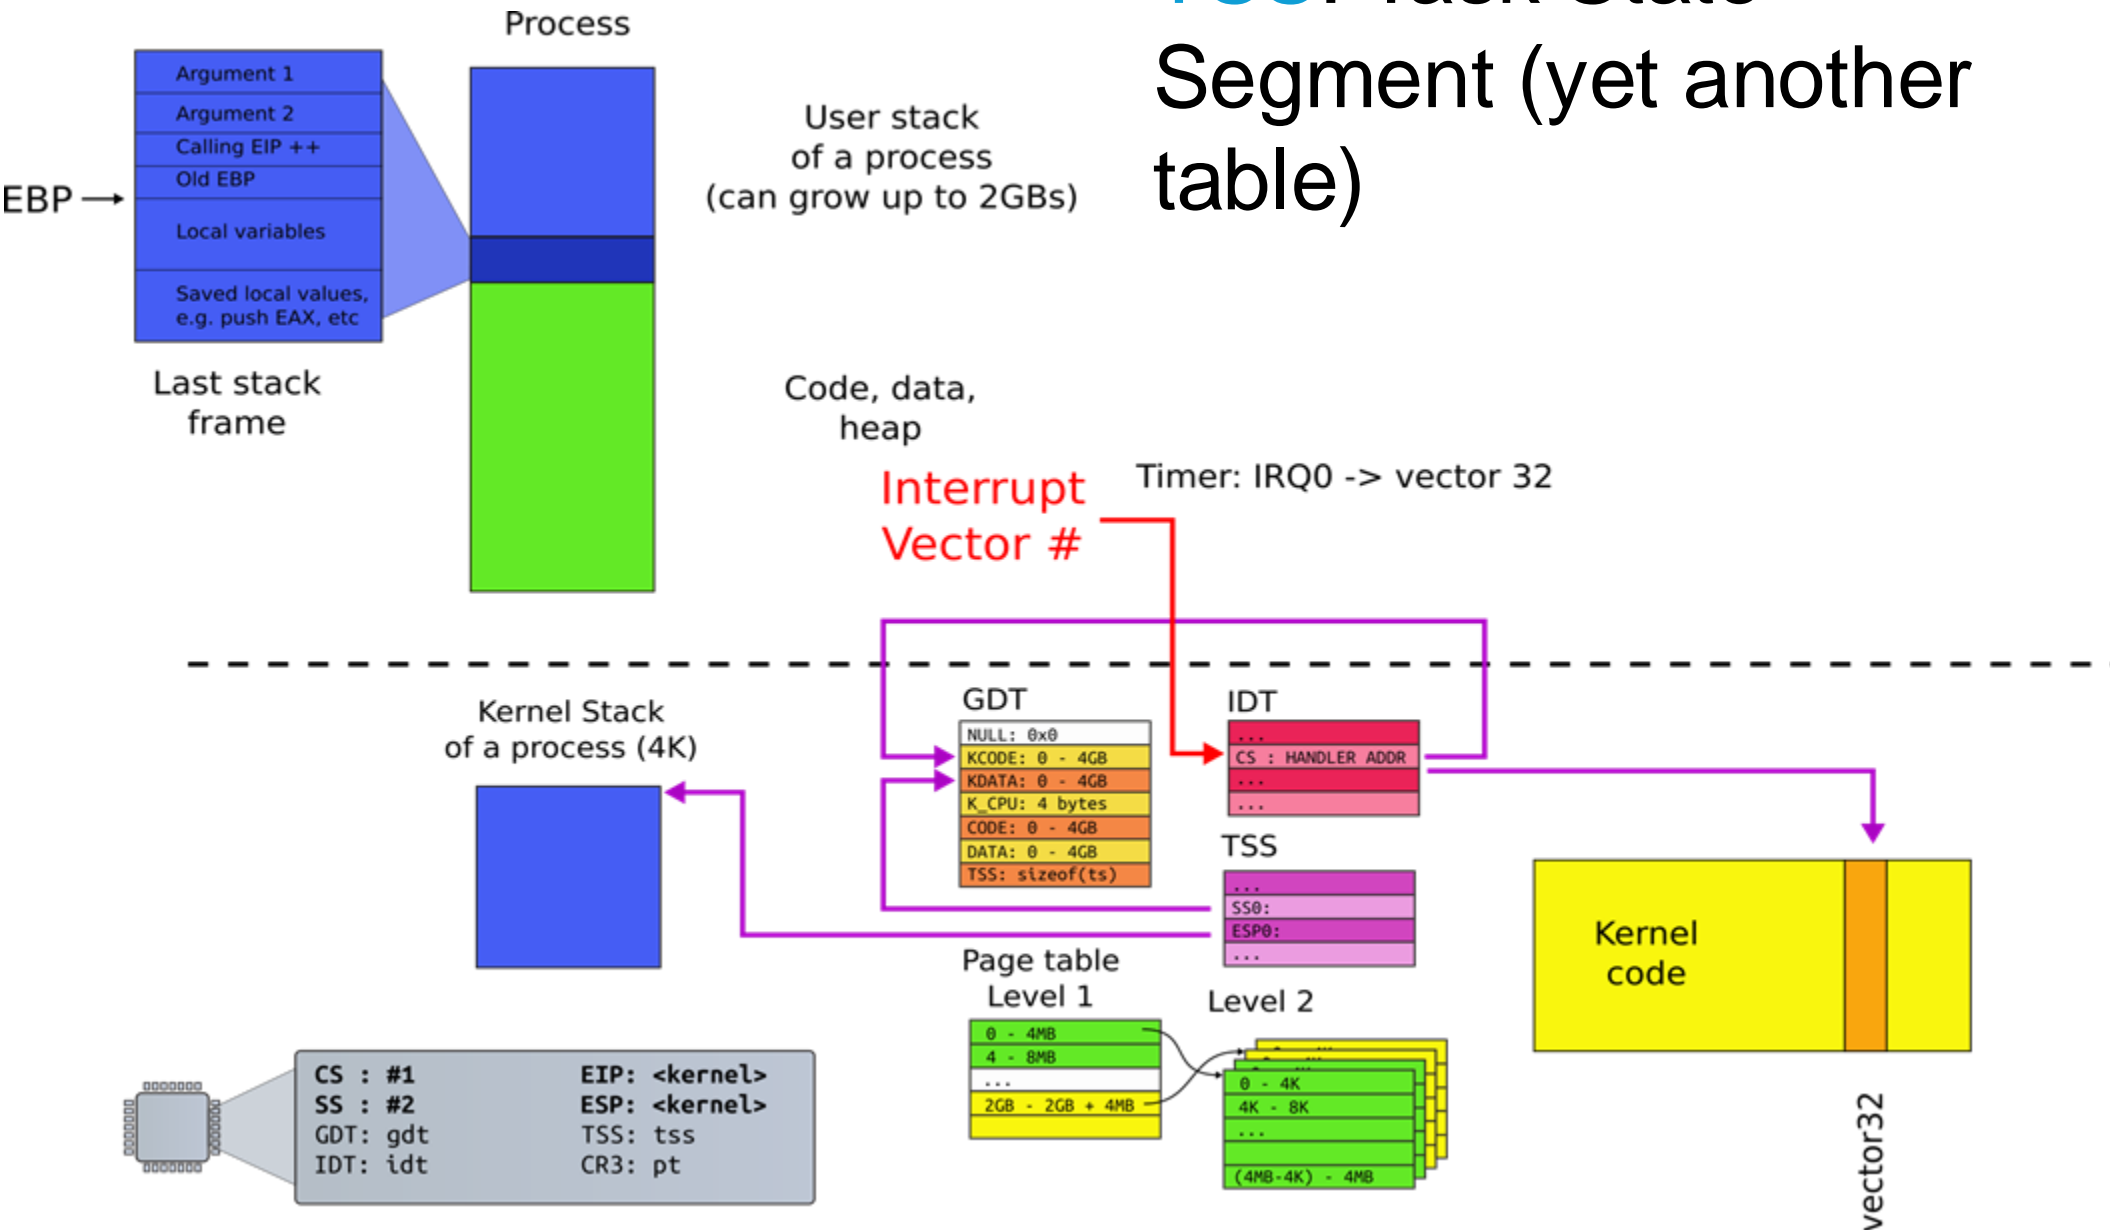 TSS: Task State
Segment (yet another
table)
Process
Argument 1
Argument 2
Calling EIP ++
Old EBP
EBP
Local variables
Saved local values,
e.g. push EAX, etc
Last stack
frame
User stack
of a process
(can grow up to 2GBs)
Code, data,
heap
Interrupt
Vector #
Timer: IRQ0 -> vector 32
Kernel Stack
of a process (4K)
GDT
NULL: 0x0
KCODE: 0 - 4GB
KDATA: 0 - 4GB
K_CPU: 4 bytes
CODE: 0 - 4GB
DATA: 0 - 4GB
TSS: sizeof(ts)
IDT
...
CS : HANDLER ADDR
...
...
TSS
...
SS0:
ESP0:
...
Kernel
code
vector32
Page table
Level 1
0 - 4MB
4 - 8MB
...
2GB - 2GB + 4MB
Level 2
0 - 4K
4K - 8K
...
(4MB-4K) - 4MB
CS : #1
EIP: <kernel>
SS : #2
ESP: <kernel>
GDT: gdt
TSS: tss
IDT: idt
CR3: pt